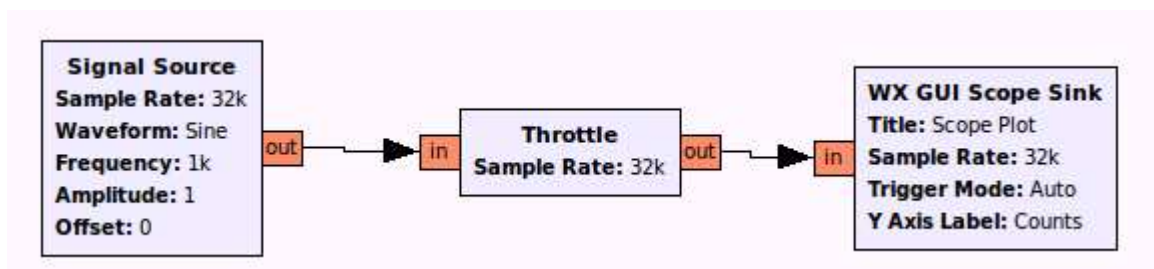 Signal Source
Sample Rate: 32k
Waveform: Sine
Frequency: 1k
Amplitude: 1
Offset: 0
out
in
Throttle
Sample Rate: 32k
out
in
WX GUI Scope Sink
Title: Scope Plot
Sample Rate: 32k
Trigger Mode: Auto
Y Axis Label: Counts